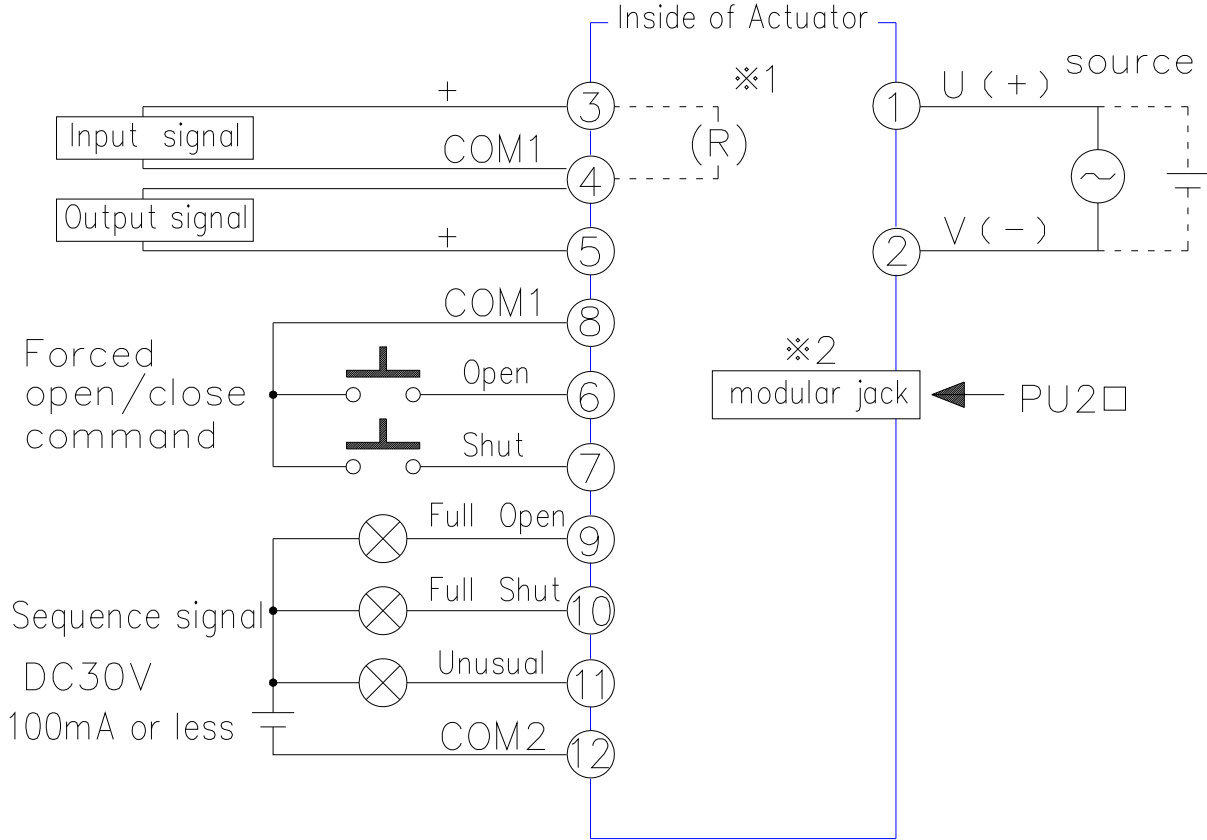 Inside of Actuator
※1
source
+
3
1
U (+)
Input signal
COM1
(R)
4
Output signal
+
5
2
V (-)
COM1
8
※2
Forced
open/close
command
Open
6
modular jack
PU2□
Shut
7
Full Open
9
Full Shut
10
Sequence signal
DC30V
100mA or less
Unusual
11
COM2
12